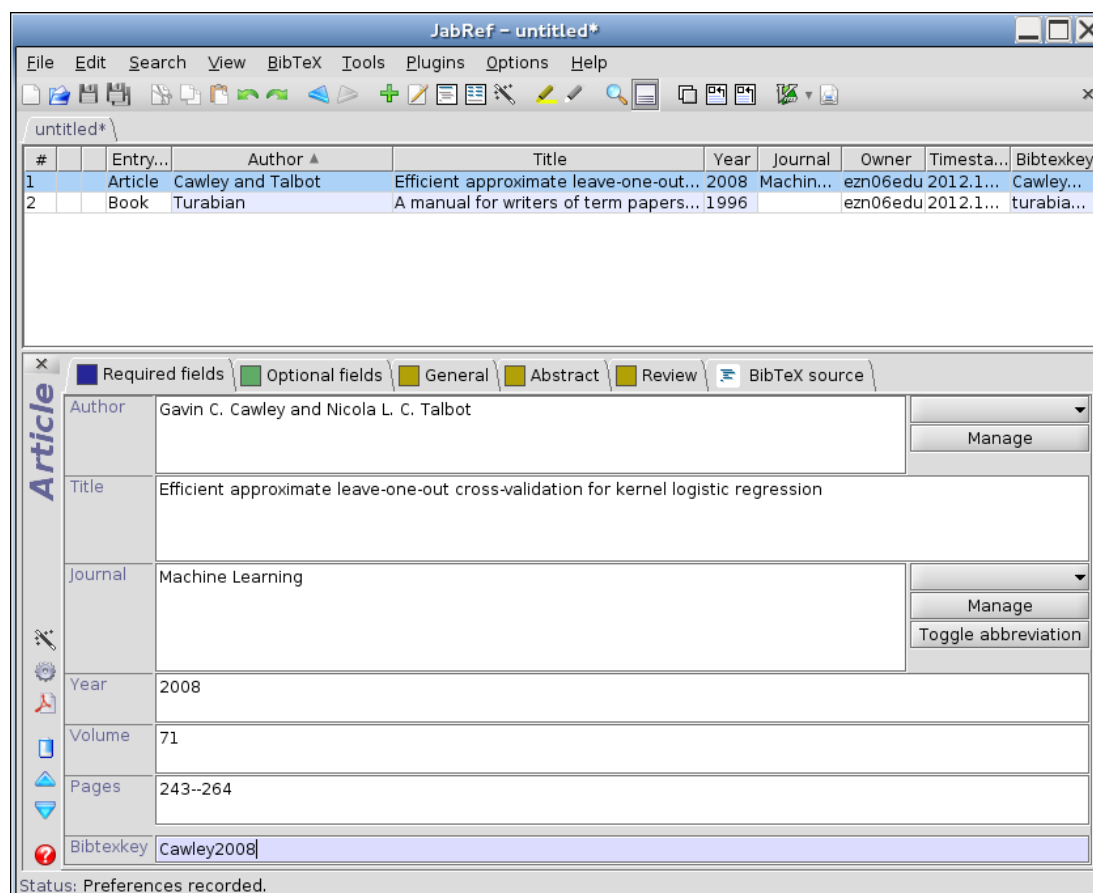 JabRef – untitled*
File Edit Search View BibTeX Tools Plugins Options Help
untitled*
# Entry... Author Title Year Journal Owner Timesta... Bibtexkey
1 Article Cawley and Talbot Efficient approximate leave-one-out... 2008 Machin... ezn06edu 2012.1... Cawley...
2 Book Turabian A manual for writers of term papers... 1996 ezn06edu 2012.1... turabia...
Article
Required fields Optional fields General Abstract Review BibTeX source
Author Gavin C. Cawley and Nicola L. C. Talbot
Manage
Title Efficient approximate leave-one-out cross-validation for kernel logistic regression
Journal Machine Learning
Manage
Toggle abbreviation
Year 2008
Volume 71
Pages 243--264
Bibtexkey Cawley2008
Status: Preferences recorded.